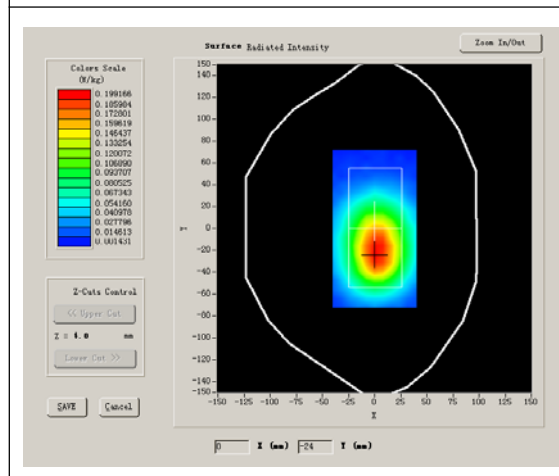 Surface Radiated Intensity
Zoom In/Out
Colors Scale
(W/kg)
0.199166
0.185984
0.172801
0.159619
0.146437
0.133254
0.120072
0.106890
0.093707
0.080525
0.067343
0.054160
0.040978
0.027796
0.014613
0.001431
150
140
120
100
80
60
40
20
0
-20
-40
-60
-80
-100
-120
-140
-150
Y
-150 -125 -100 -75 -50 -25 0 25 50 75 100 125 150
X
Z-Cuts Control
<< Upper Cut
Z = 4.0 mm
Lower Cut >>
SAVE Cancel
0 X (mm) -24 Y (mm)